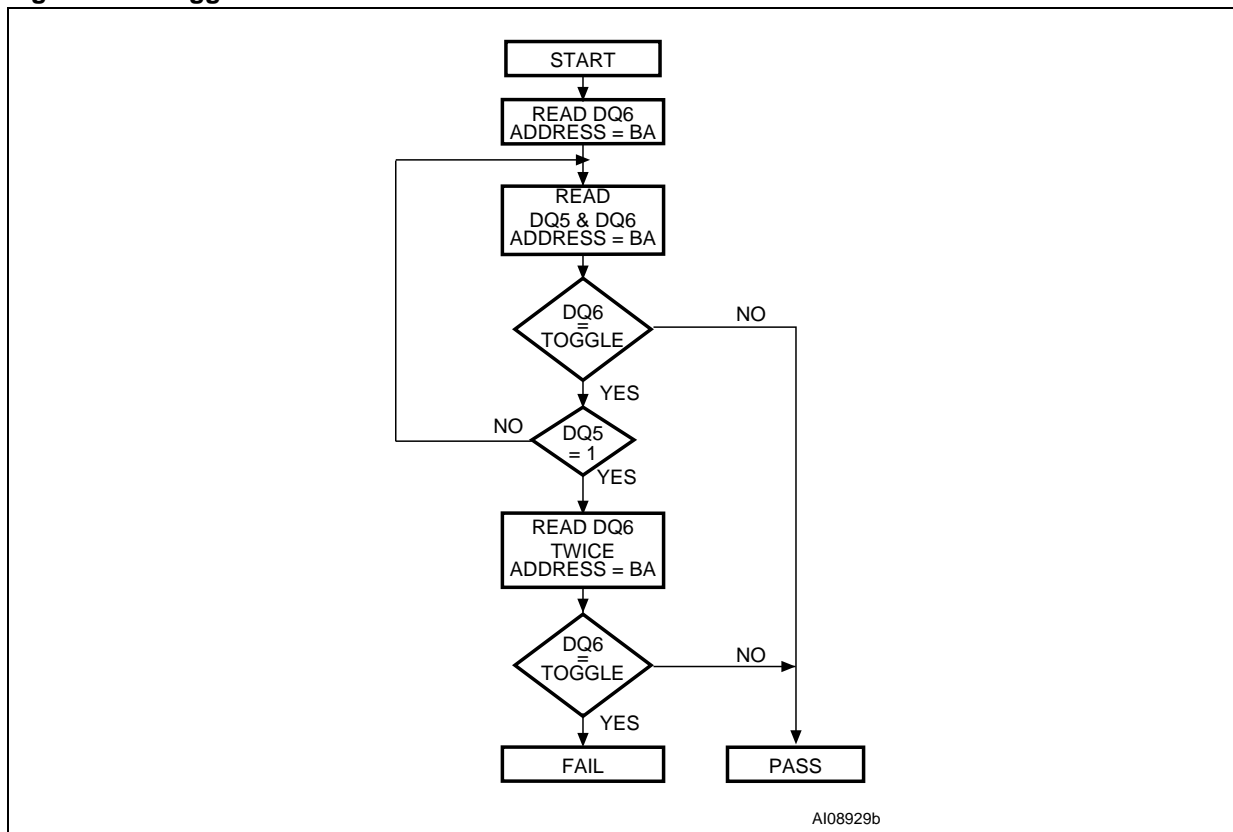 START
READ DQ6
ADDRESS = BA
READ
DQ5 & DQ6
ADDRESS = BA
DQ6
=
TOGGLE
NO
YES
NO
DQ5
= 1
YES
READ DQ6
TWICE
ADDRESS = BA
DQ6
=
TOGGLE
NO
YES
FAIL
PASS
AI08929b